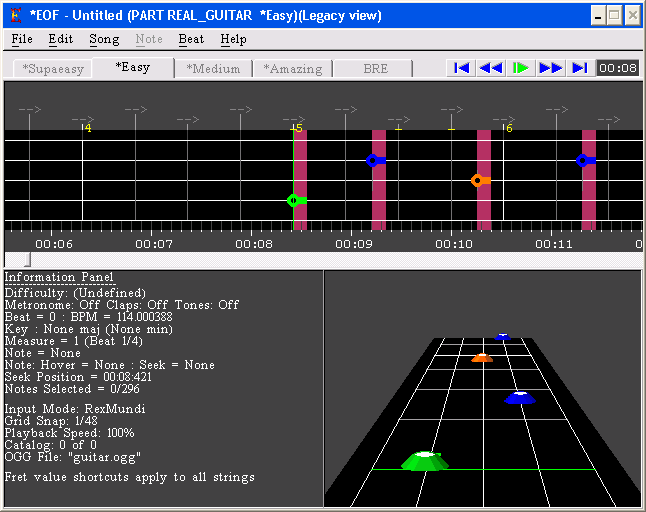 *EOF - Untitled (PART REAL_GUITAR *Easy)(Legacy view)
File Edit Song Note Beat Help
*Supaeasy *Easy *Medium *Amazing BRE 00:08
4 5 6
00:06 00:07 00:08 00:09 00:10 00:11 0
Information Panel
Difficulty: (Undefined)
Metronome: Off Claps: Off Tones: Off
Beat = 0 : BPM = 114.000388
Key : None maj (None min)
Measure = 1 (Beat 1/4)
Note = None
Note: Hover = None : Seek = None
Seek Position = 00:08:421
Notes Selected = 0/296
Input Mode: RexMundi
Grid Snap: 1/48
Playback Speed: 100%
Catalog: 0 of 0
OGG File: "guitar.ogg"
Fret value shortcuts apply to all strings